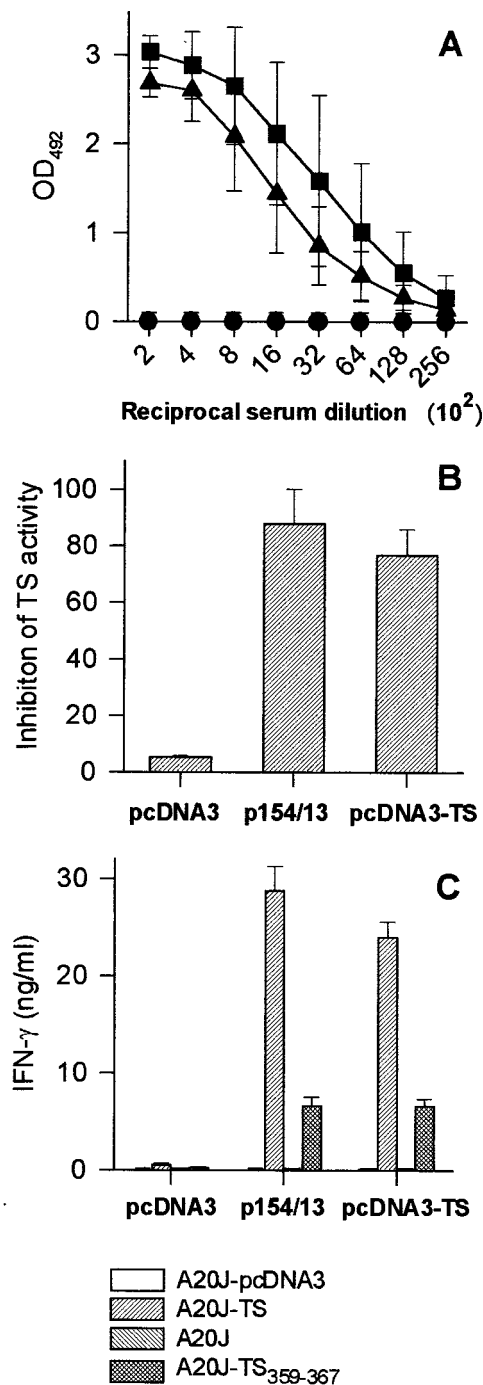 A
3
2
1
0
OD492
2 4 8 16 32 64 128 256
Reciprocal serum dilution (10²)
B
100
80
60
40
20
0
Inhibiton of TS activity
pcDNA3 p154/13 pcDNA3-TS
C
30
20
10
0
IFN-γ (ng/ml)
pcDNA3 p154/13 pcDNA3-TS
A20J-pcDNA3
A20J-TS
A20J
A20J-TS359-367